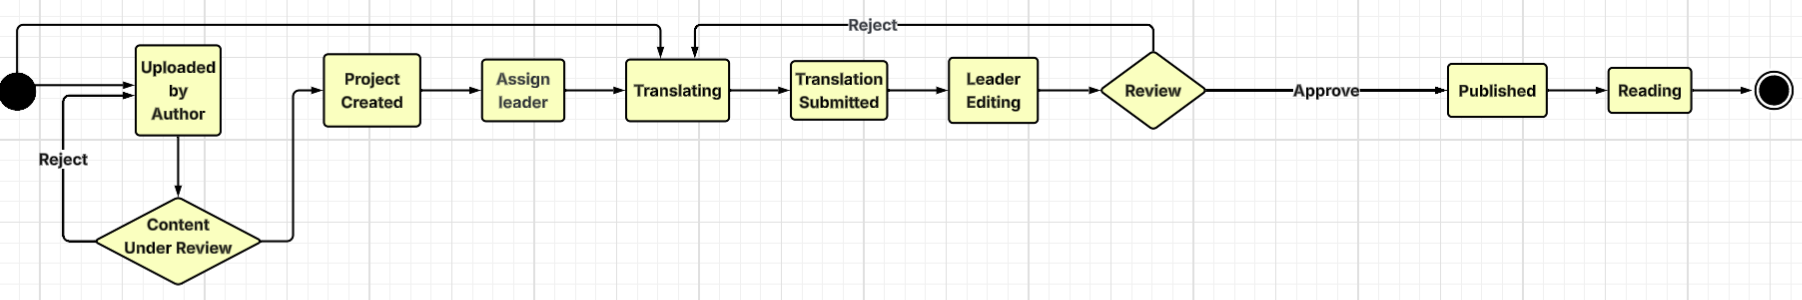 Reject
Uploaded
by
Author
Project
Created
Assign
leader
Translating
Translation
Submitted
Leader
Editing
Review
Approve
Published
Reading
Reject
Content
Under Review